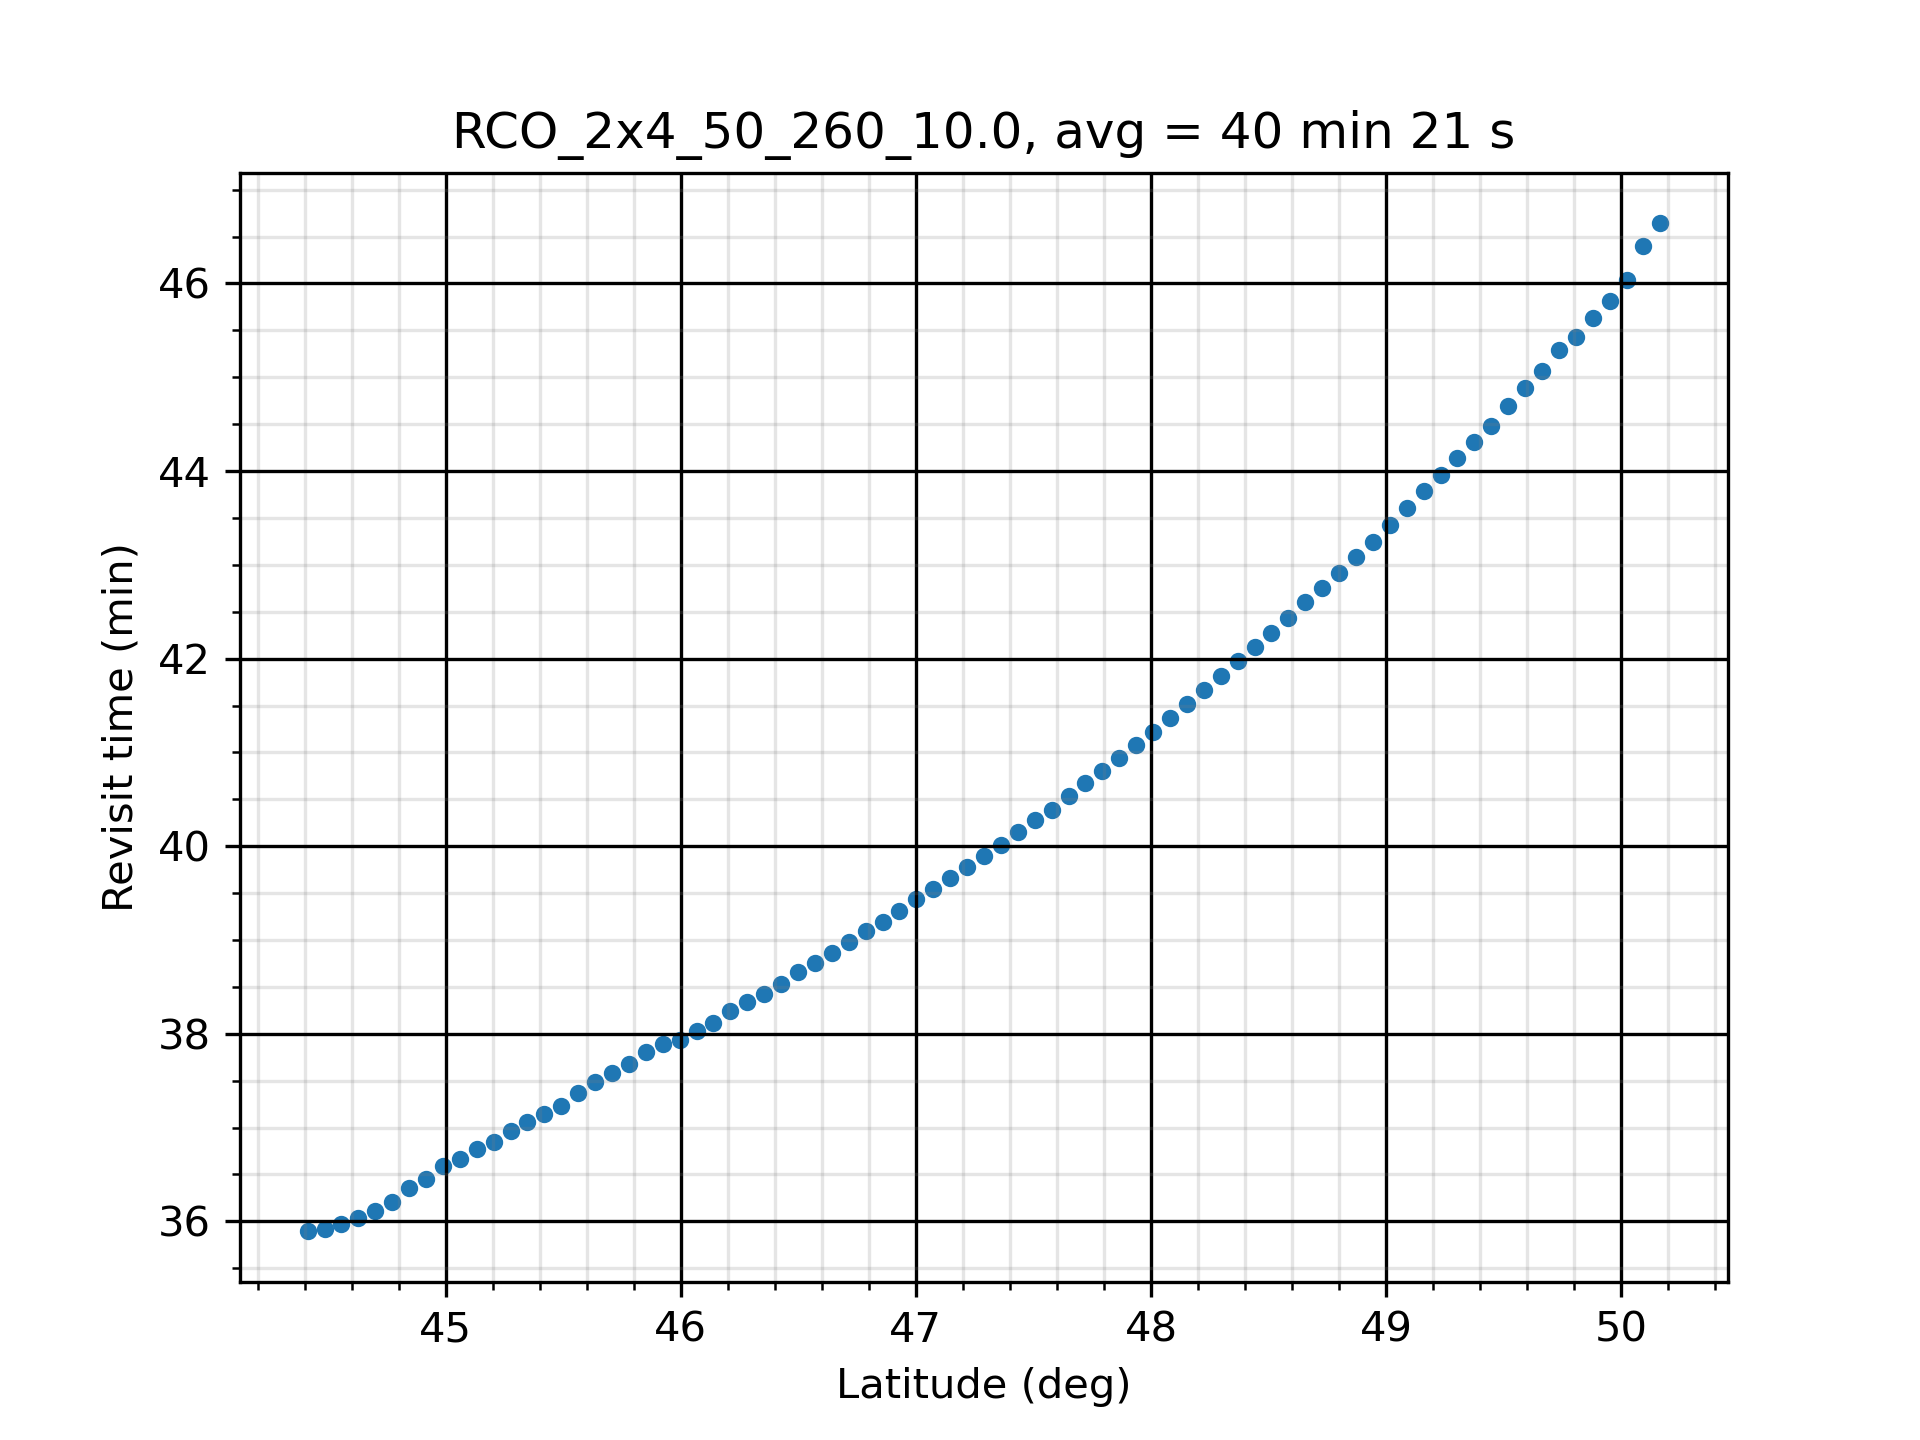 RCO_2x4_50_260_10.0, avg = 40 min 21 s
46
44
42
40
38
36
Revisit time (min)
45 46 47 48 49 50
Latitude (deg)